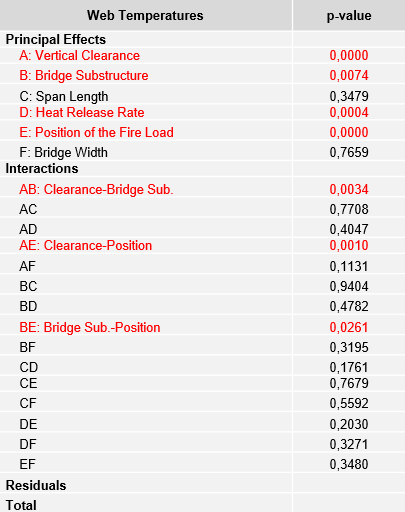 Web Temperatures p-value
Principal Effects
A: Vertical Clearance 0,0000
B: Bridge Substructure 0,0074
C: Span Length 0,3479
D: Heat Release Rate 0,0004
E: Position of the Fire Load 0,0000
F: Bridge Width 0,7659
Interactions
AB: Clearance-Bridge Sub. 0,0034
AC 0,7708
AD 0,4047
AE: Clearance-Position 0,0010
AF 0,1131
BC 0,9404
BD 0,4782
BE: Bridge Sub.-Position 0,0261
BF 0,3195
CD 0,1761
CE 0,7679
CF 0,5592
DE 0,2030
DF 0,3271
EF 0,3480
Residuals
Total